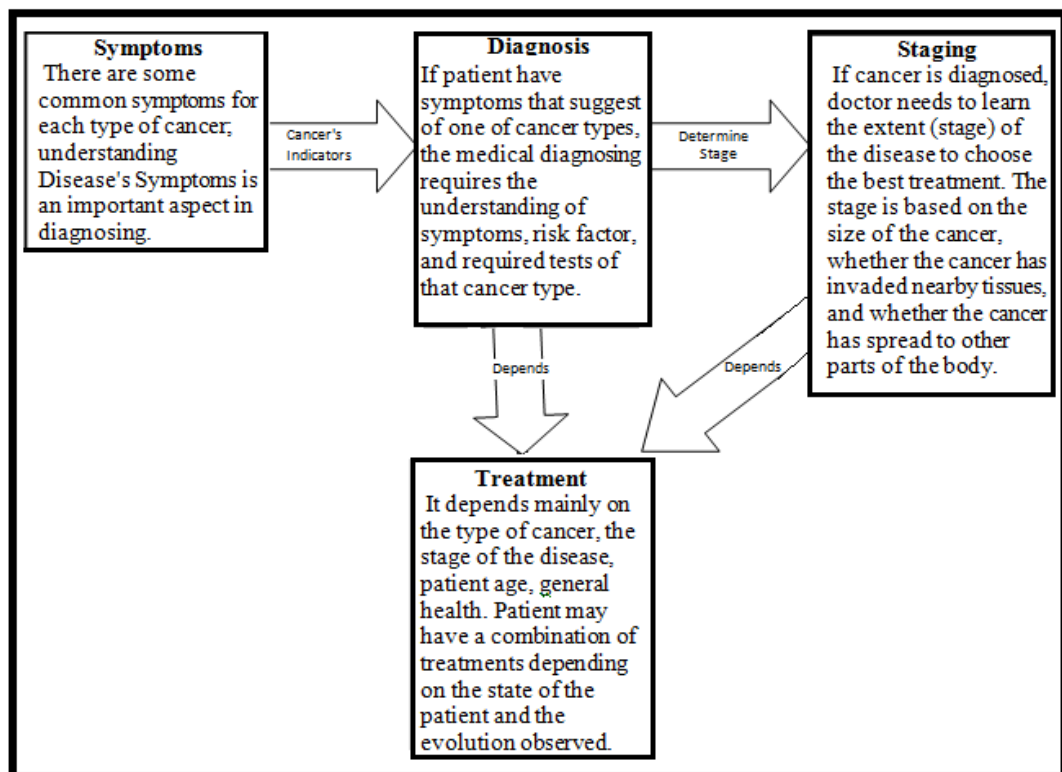 Symptoms
There are some
common symptoms for
each type of cancer;
understanding
Disease's Symptoms is
an important aspect in
diagnosing.
Cancer's
Indicators
Diagnosis
If patient have
symptoms that suggest
of one of cancer types,
the medical diagnosing
requires the
understanding of
symptoms, risk factor,
and required tests of
that cancer type.
Determine
Stage
Staging
If cancer is diagnosed,
doctor needs to learn
the extent (stage) of
the disease to choose
the best treatment. The
stage is based on the
size of the cancer,
whether the cancer has
invaded nearby tissues,
and whether the cancer
has spread to other
parts of the body.
Depends
Depends
Treatment
It depends mainly on
the type of cancer, the
stage of the disease,
patient age, general
health. Patient may
have a combination of
treatments depending
on the state of the
patient and the
evolution observed.